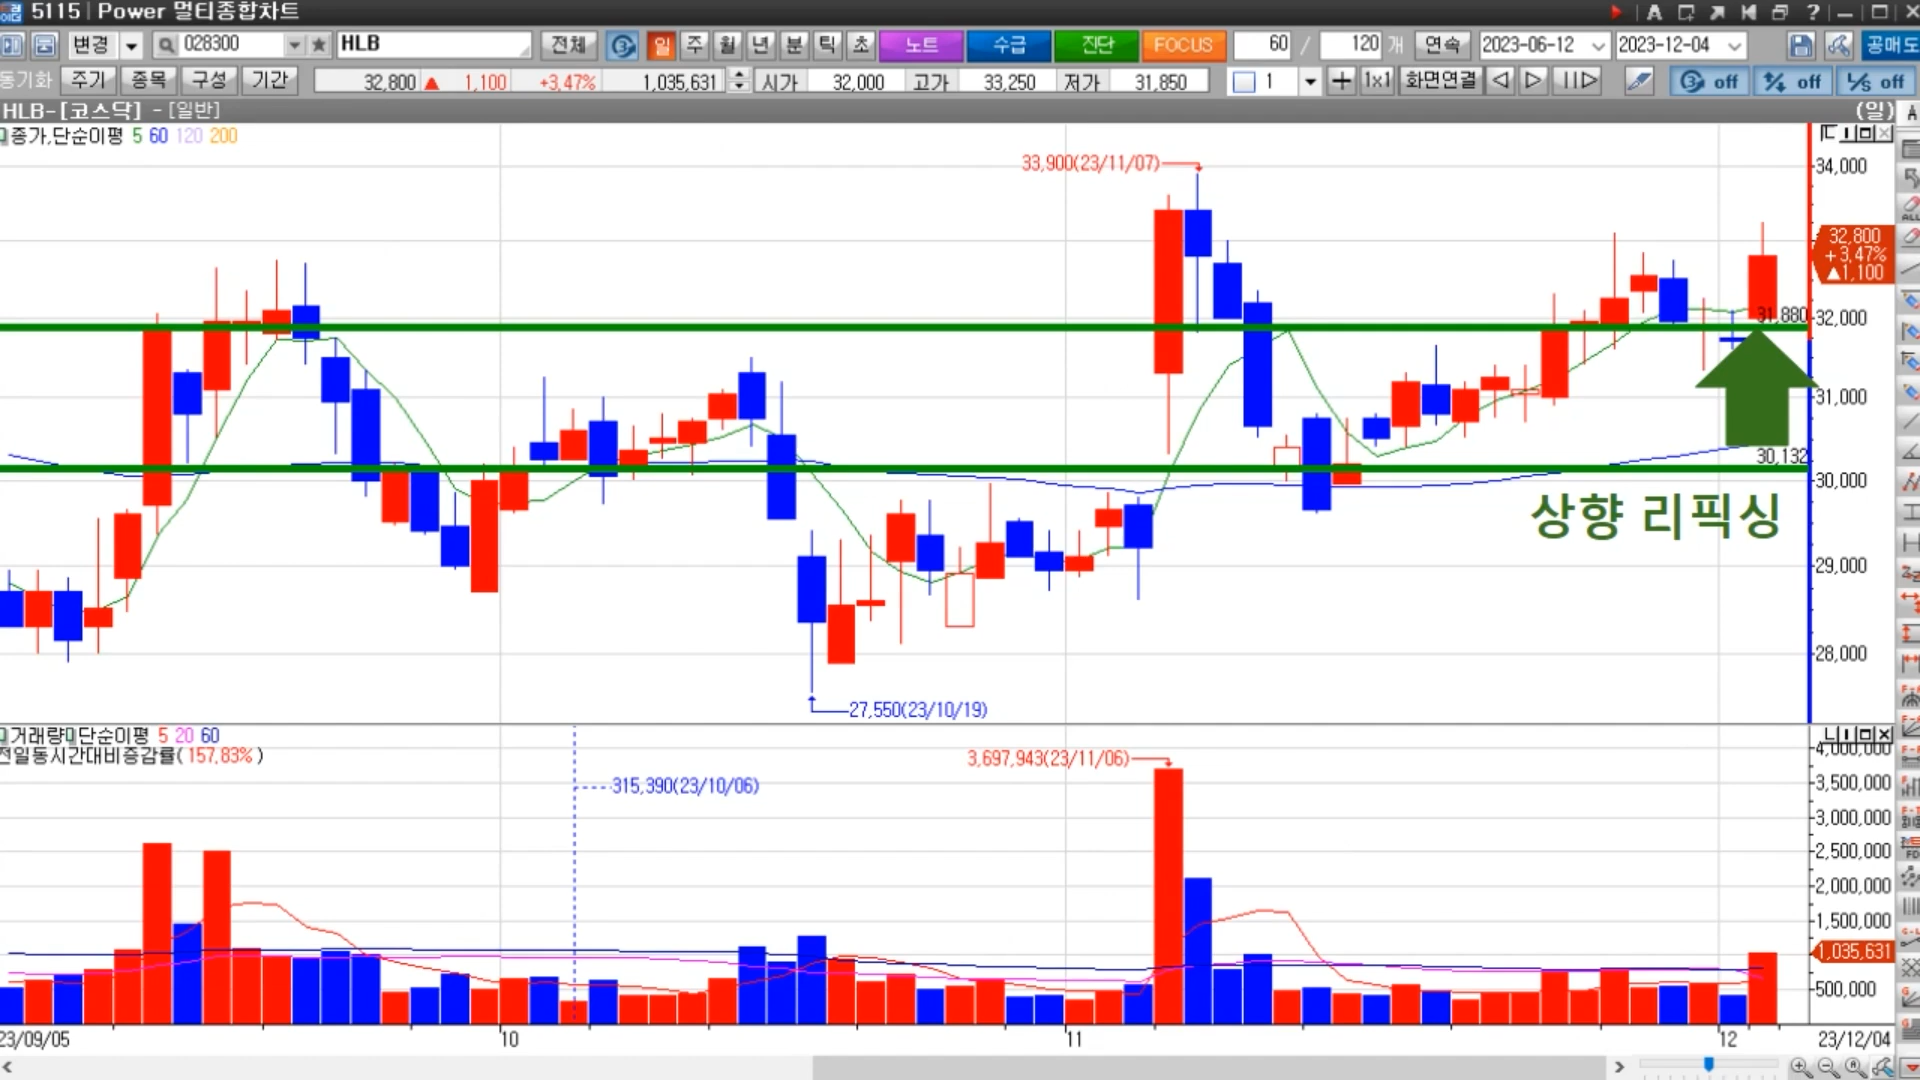 5115 Power 멀티종합차트
변경 028300 HLB 전체 일 주 월 년 분 틱 초 노트 수급 진단 FOCUS 60 / 120 개 연속 2023-06-12 2023-12-04 공매도
동기화 주기 종목 구성 기간 32,800 ▲ 1,100 +3,47% 1,035,631 시가 32,000 고가 33,250 저가 31,850 1 1x1 화면연결 off off off
HLB-[코스닥] - [일반] (일)
종가,단순이평 5 60 120 200
33,900(23/11/07)
34,000
32,800
+3,47%
▲1,100
31,880
32,000
31,000
30,132
30,000
상향 리픽싱
29,000
28,000
27,550(23/10/19)
거래량 단순이평 5 20 60
전일동시간대비증감률(157,83%)
4,000,000
3,697,943(23/11/06)
315,390(23/10/06)
3,500,000
3,000,000
2,500,000
2,000,000
1,500,000
1,035,631
500,000
23/09/05 10 11 12 23/12/04